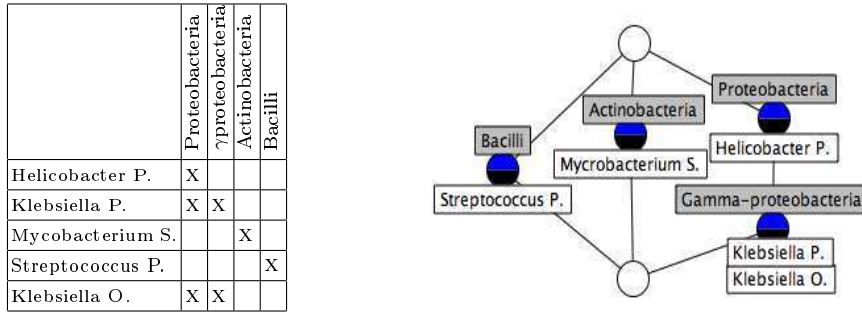 Proteobacteria
γproteobacteria
Actinobacteria
Bacilli
Helicobacter P. X
Klebsiella P. X X
Mycobacterium S. X
Streptococcus P. X
Klebsiella O. X X
Proteobacteria
Actinobacteria
Bacilli
Helicobacter P.
Mycrobacterium S.
Streptococcus P.
Gamma-proteobacteria
Klebsiella P.
Klebsiella O.